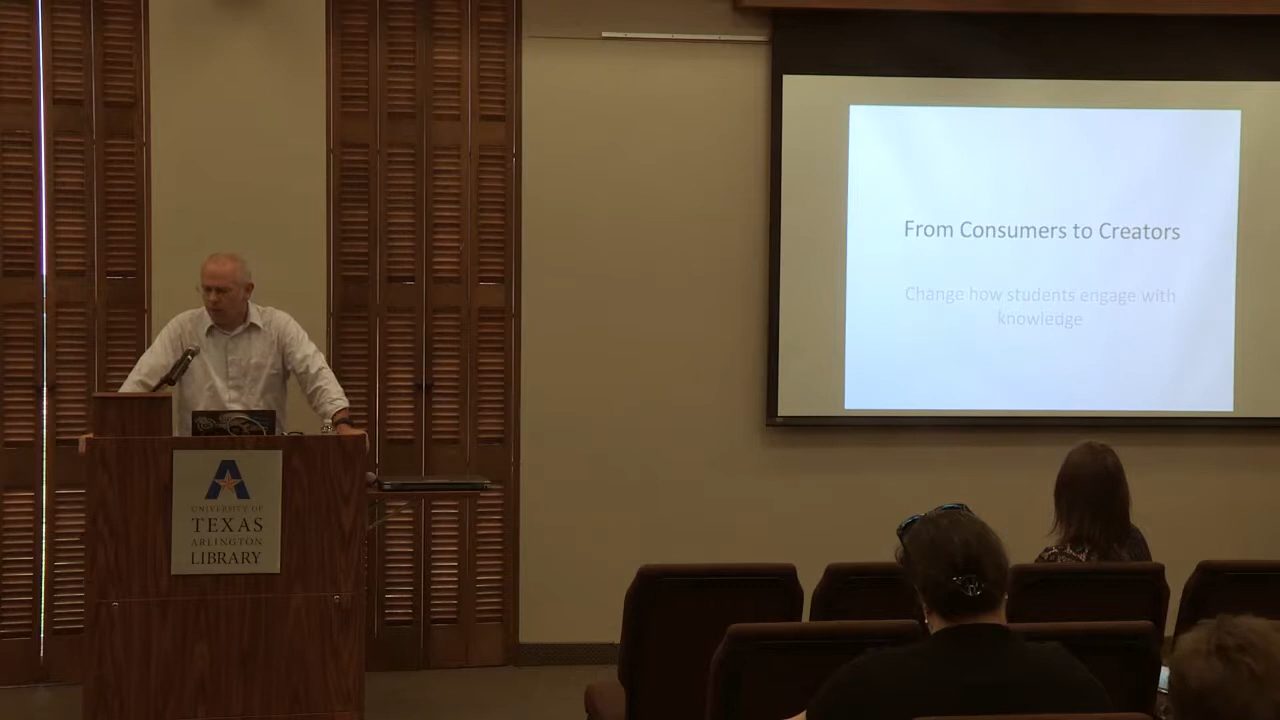 From Consumers to Creators
Change how students engage with
knowledge
UNIVERSITY OF
TEXAS
ARLINGTON
LIBRARY